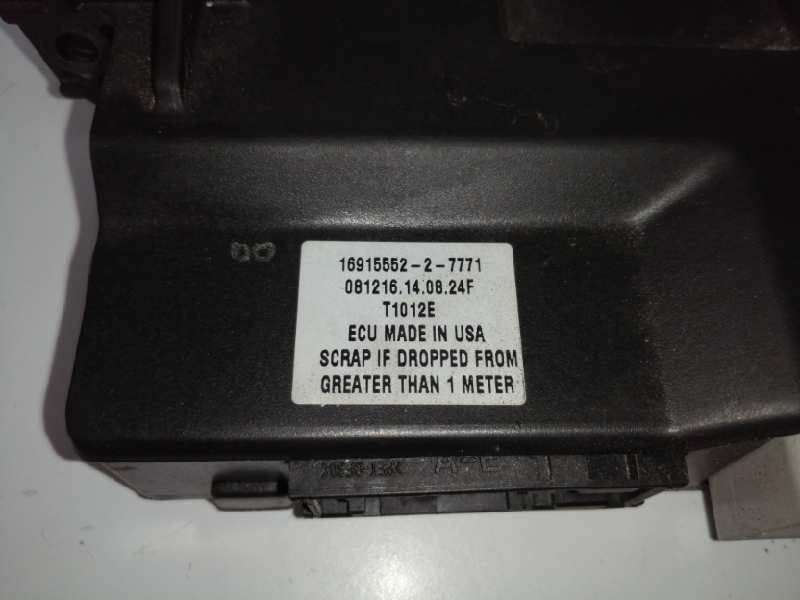 16915552-2-7771
081216.14.08.24F
T1012E
ECU MADE IN USA
SCRAP IF DROPPED FROM
GREATER THAN 1 METER